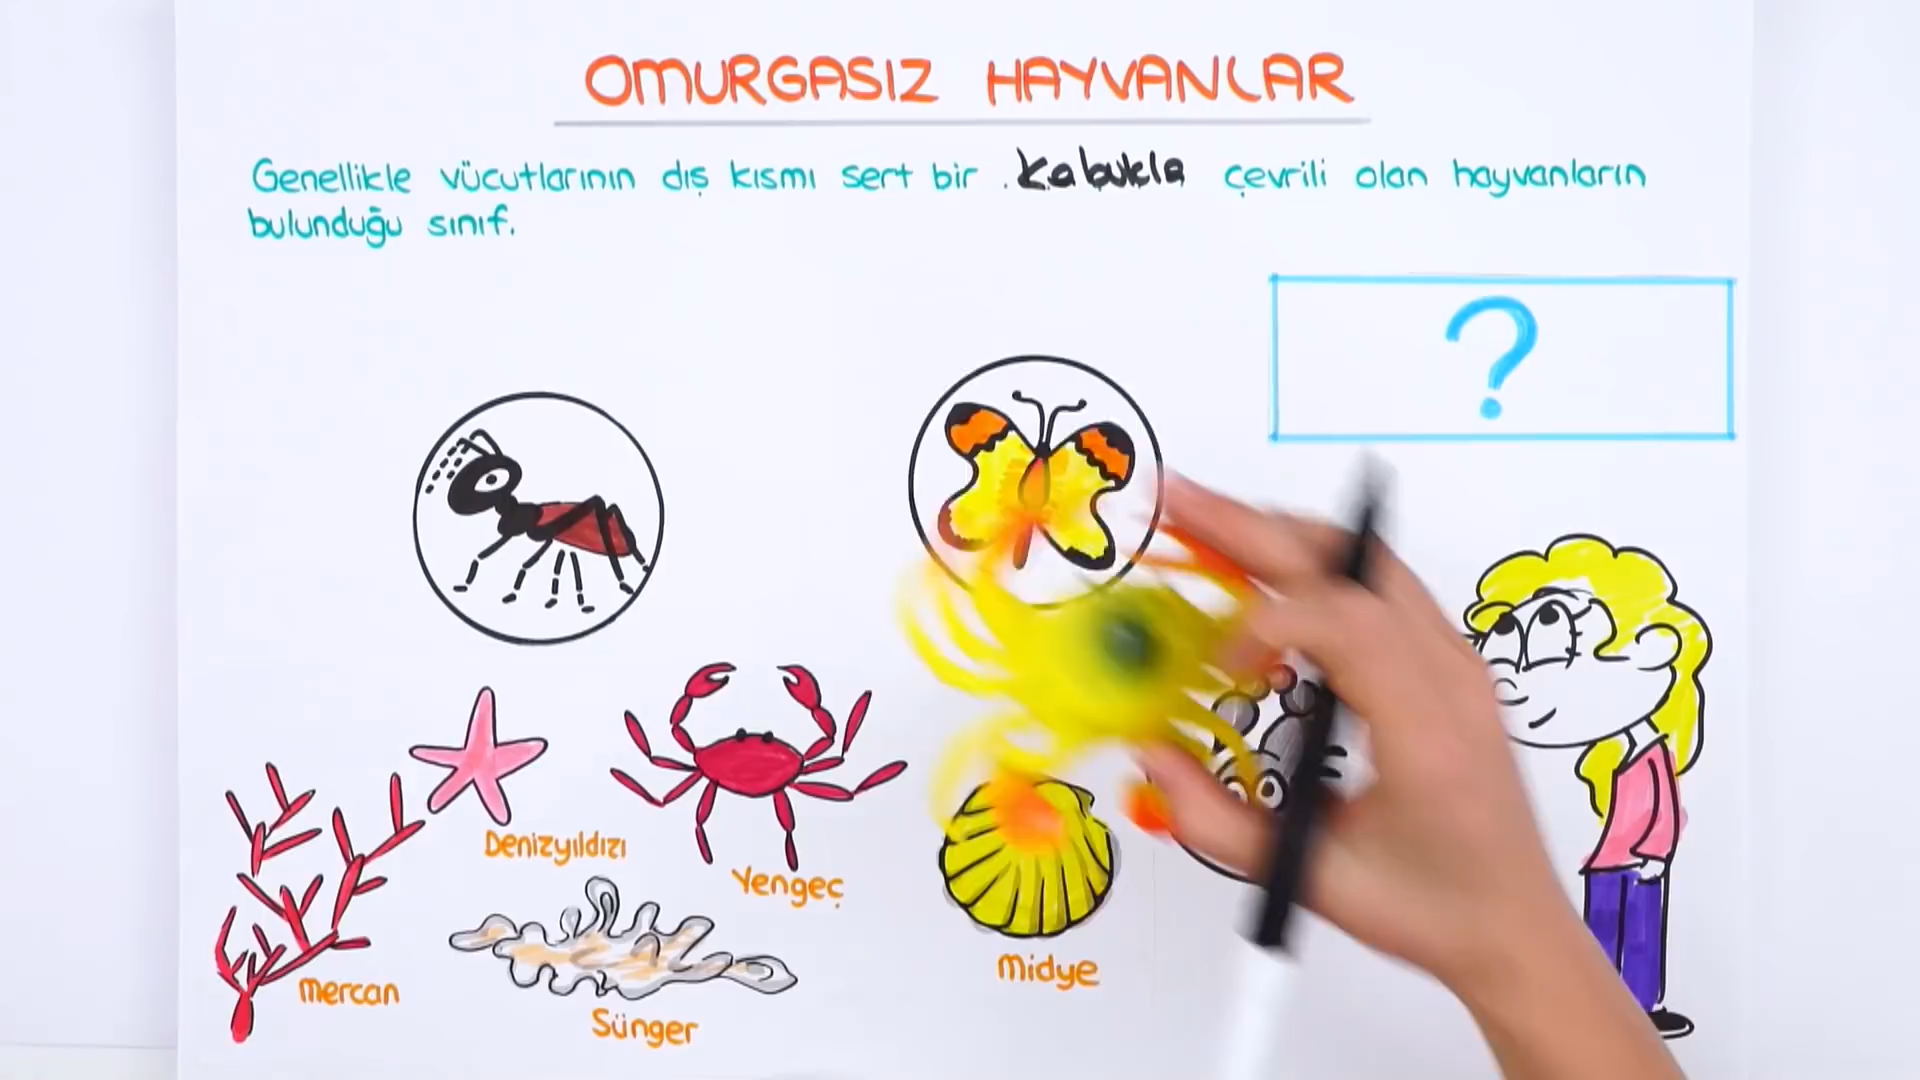 OMURGASIZ HAYVANLAR
Genellikle vücutlarının dış kısmı sert bir . kabukla çevrili olan hayvanların
bulunduğu sınıf.
?
Denizyıldızı
Yengeç
Midye
Mercan
Sünger